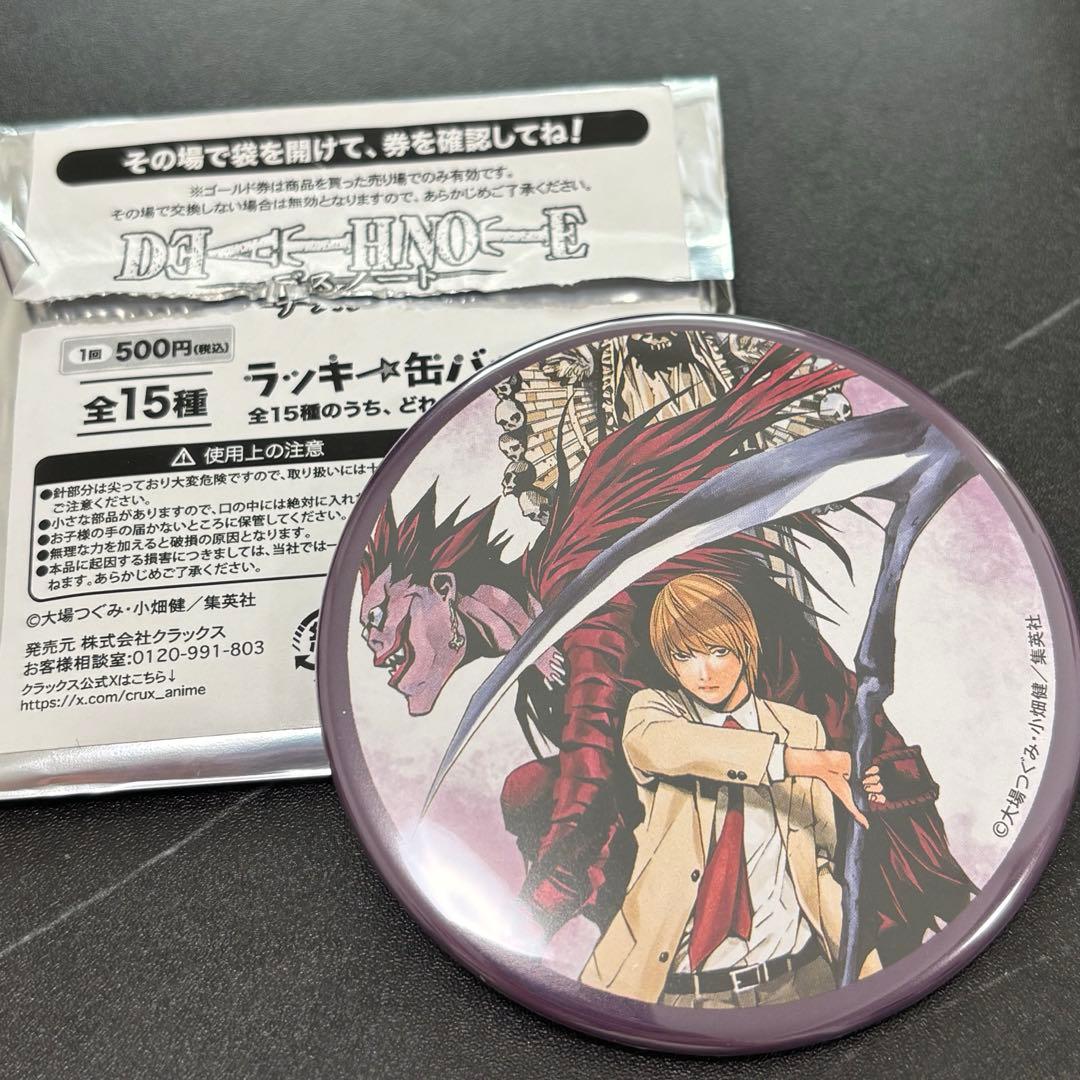 その場で袋を開けて、券を確認してね!
※ゴールド券は商品を買った売り場でのみ有効です。
その場で交換しない場合は無効となりますので、あらかじめご了承ください。
DEATHNOTE
デスノート
1回 500円(税込)
全15種
ラッキー☆缶バ
全15種のうち、どれ
⚠ 使用上の注意
●針部分は尖っており大変危険ですので、取り扱いには十
ご注意ください。
●小さな部品がありますので、口の中には絶対に入れ
●お子様の手の届かないところに保管してください。
●無理な力を加えると破損の原因となります。
●本品に起因する損害につきましては、当社では一
ねます。あらかじめご了承ください。
©大場つぐみ・小畑健／集英社
発売元 株式会社クラックス
お客様相談室:0120-991-803
クラックス公式Xはこちら↓
https://x.com/crux_anime
©大場つぐみ・小畑健／集英社